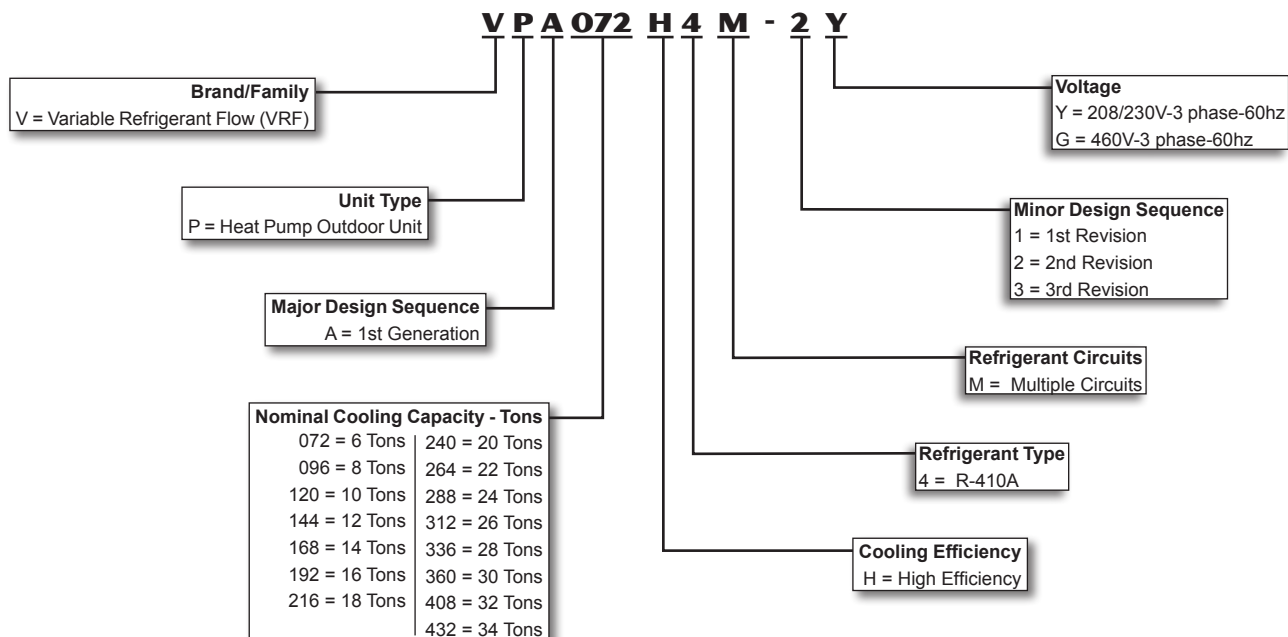 V P A 072 H 4 M - 2 Y
Brand/Family
V = Variable Refrigerant Flow (VRF)
Unit Type
P = Heat Pump Outdoor Unit
Major Design Sequence
A = 1st Generation
Nominal Cooling Capacity - Tons
072 = 6 Tons
096 = 8 Tons
120 = 10 Tons
144 = 12 Tons
168 = 14 Tons
192 = 16 Tons
216 = 18 Tons
240 = 20 Tons
264 = 22 Tons
288 = 24 Tons
312 = 26 Tons
336 = 28 Tons
360 = 30 Tons
408 = 32 Tons
432 = 34 Tons
Voltage
Y = 208/230V-3 phase-60hz
G = 460V-3 phase-60hz
Minor Design Sequence
1 = 1st Revision
2 = 2nd Revision
3 = 3rd Revision
Refrigerant Circuits
M = Multiple Circuits
Refrigerant Type
4 = R-410A
Cooling Efficiency
H = High Efficiency